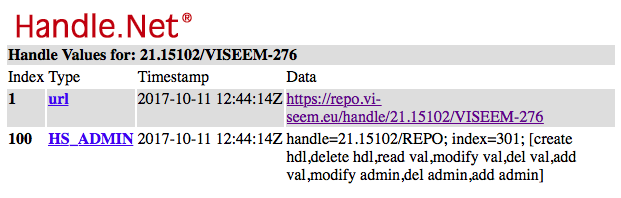 Handle.Net®
Handle Values for: 21.15102/VISEEM-276
Index Type Timestamp Data
1 url 2017-10-11 12:44:14Z https://repo.vi-
seem.eu/handle/21.15102/VISEEM-276
100 HS_ADMIN 2017-10-11 12:44:14Z handle=21.15102/REPO; index=301; [create
hdl,delete hdl,read val,modify val,del val,add
val,modify admin,del admin,add admin]